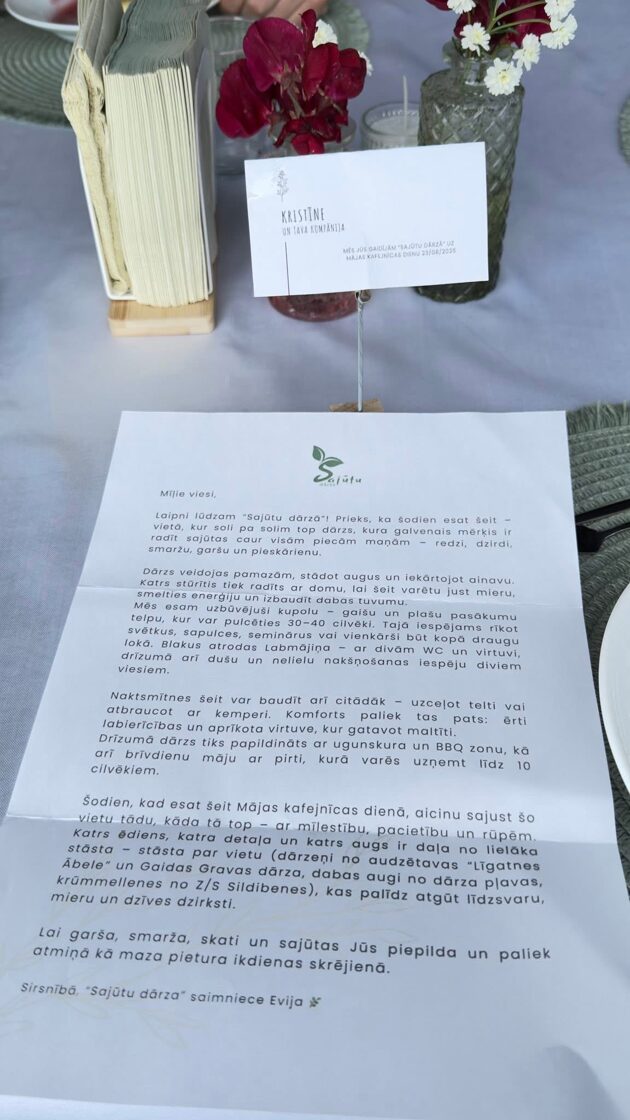 KRISTĪNE
UN TAVA KOMPĀNIJA
MĒS JŪS GAIDĪJĀM "SAJŪTU DĀRZĀ" UZ
MĀJAS KAFEJNĪCAS DIENU 23/08/2025
Sajūtu
Mīļie viesi,
Laipni lūdzam "Sajūtu dārzā"! Prieks, ka šodien esat šeit –
vietā, kur soli pa solim top dārzs, kura galvenais mērķis ir
radīt sajūtas caur visām piecām maņām – redzi, dzirdi,
smaržu, garšu un pieskārienu.
Dārzs veidojas pamazām, stādot augus un iekārtojot ainavu.
Katrs stūrītis tiek radīts ar domu, lai šeit varētu just mieru,
smelties enerģiju un izbaudīt dabas tuvumu.
Mēs esam uzbūvējuši kupolu – gaišu un plašu pasākumu
telpu, kur var pulcēties 30–40 cilvēki. Tajā iespējams rīkot
svētkus, sapulces, seminārus vai vienkārši būt kopā draugu
lokā. Blakus atrodas Labmājiņa – ar divām WC un virtuvi,
drīzumā arī dušu un nelielu nakšņošanas iespēju diviem
viesiem.
Naktsmītnes šeit var baudīt arī citādāk – uzceļot telti vai
atbraucot ar kemperi. Komforts paliek tas pats: ērti
labierīcības un aprīkota virtuve, kur gatavot maltīti.
Drīzumā dārzs tiks papildināts ar ugunskura un BBQ zonu, kā
arī brīvdienu māju ar pirti, kurā varēs uzņemt līdz 10
cilvēkiem.
Šodien, kad esat šeit Mājas kafejnīcas dienā, aicinu sajust šo
vietu tādu, kāda tā top – ar mīlestību, pacietību un rūpēm.
Katrs ēdiens, katra detaļa un katrs augs ir daļa no lielāka
stāsta – stāsta par vietu (dārzeņi no audzētavas "Līgatnes
Ābele" un Gaidas Gravas dārza, dabas augi no dārza pļavas,
krūmmellenes no Z/S Sildibenes), kas palīdz atgūt līdzsvaru,
mieru un dzīves dzirksti.
Lai garša, smarža, skati un sajūtas Jūs piepilda un paliek
atmiņā kā maza pietura ikdienas skrējienā.
Sirsnībā, "Sajūtu dārza" saimniece Evija